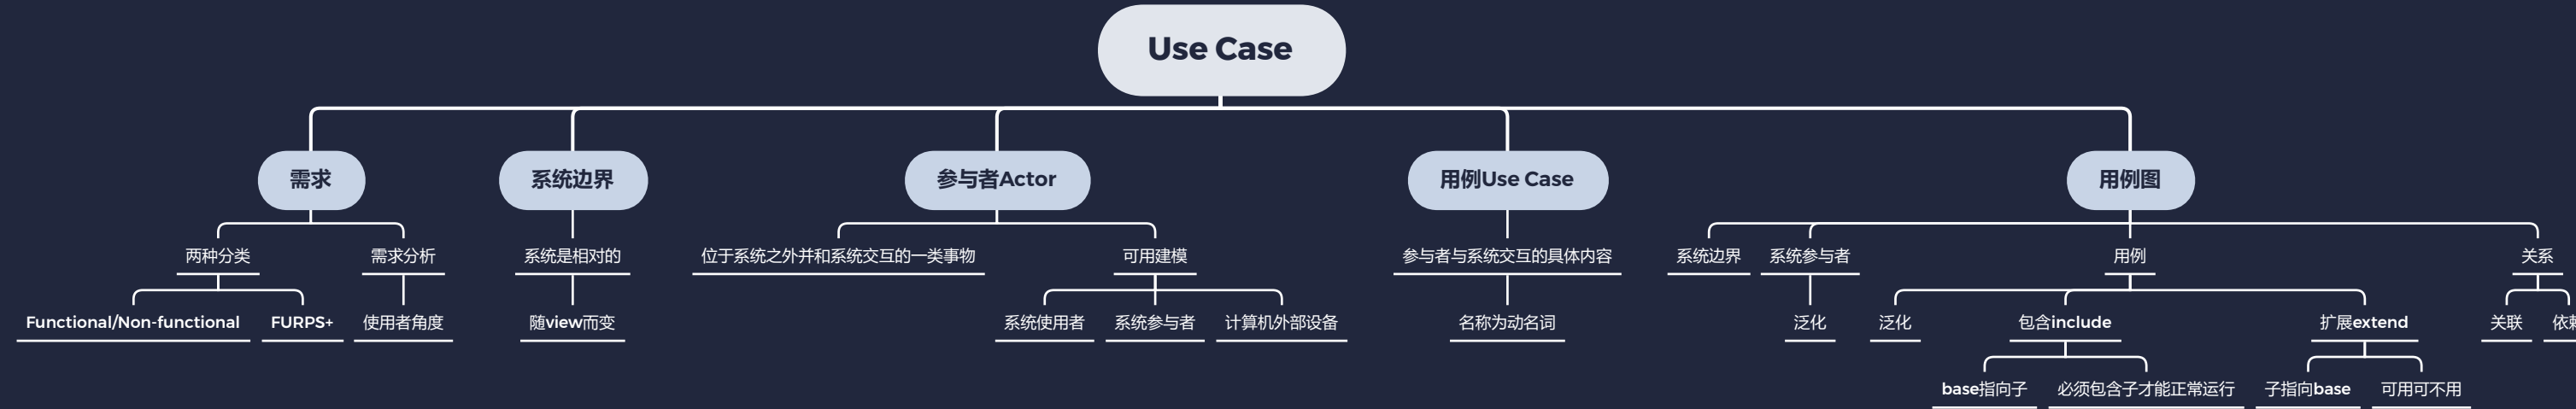 Use Case
需求
系统边界
参与者Actor
用例Use Case
用例图
两种分类
需求分析
系统是相对的
位于系统之外并和系统交互的一类事物
可用建模
参与者与系统交互的具体内容
系统边界
系统参与者
用例
关系
Functional/Non-functional
FURPS+
使用者角度
随view而变
系统使用者
系统参与者
计算机外部设备
名称为动名词
泛化
泛化
包含include
扩展extend
关联
base指向子
必须包含子才能正常运行
子指向base
可用可不用